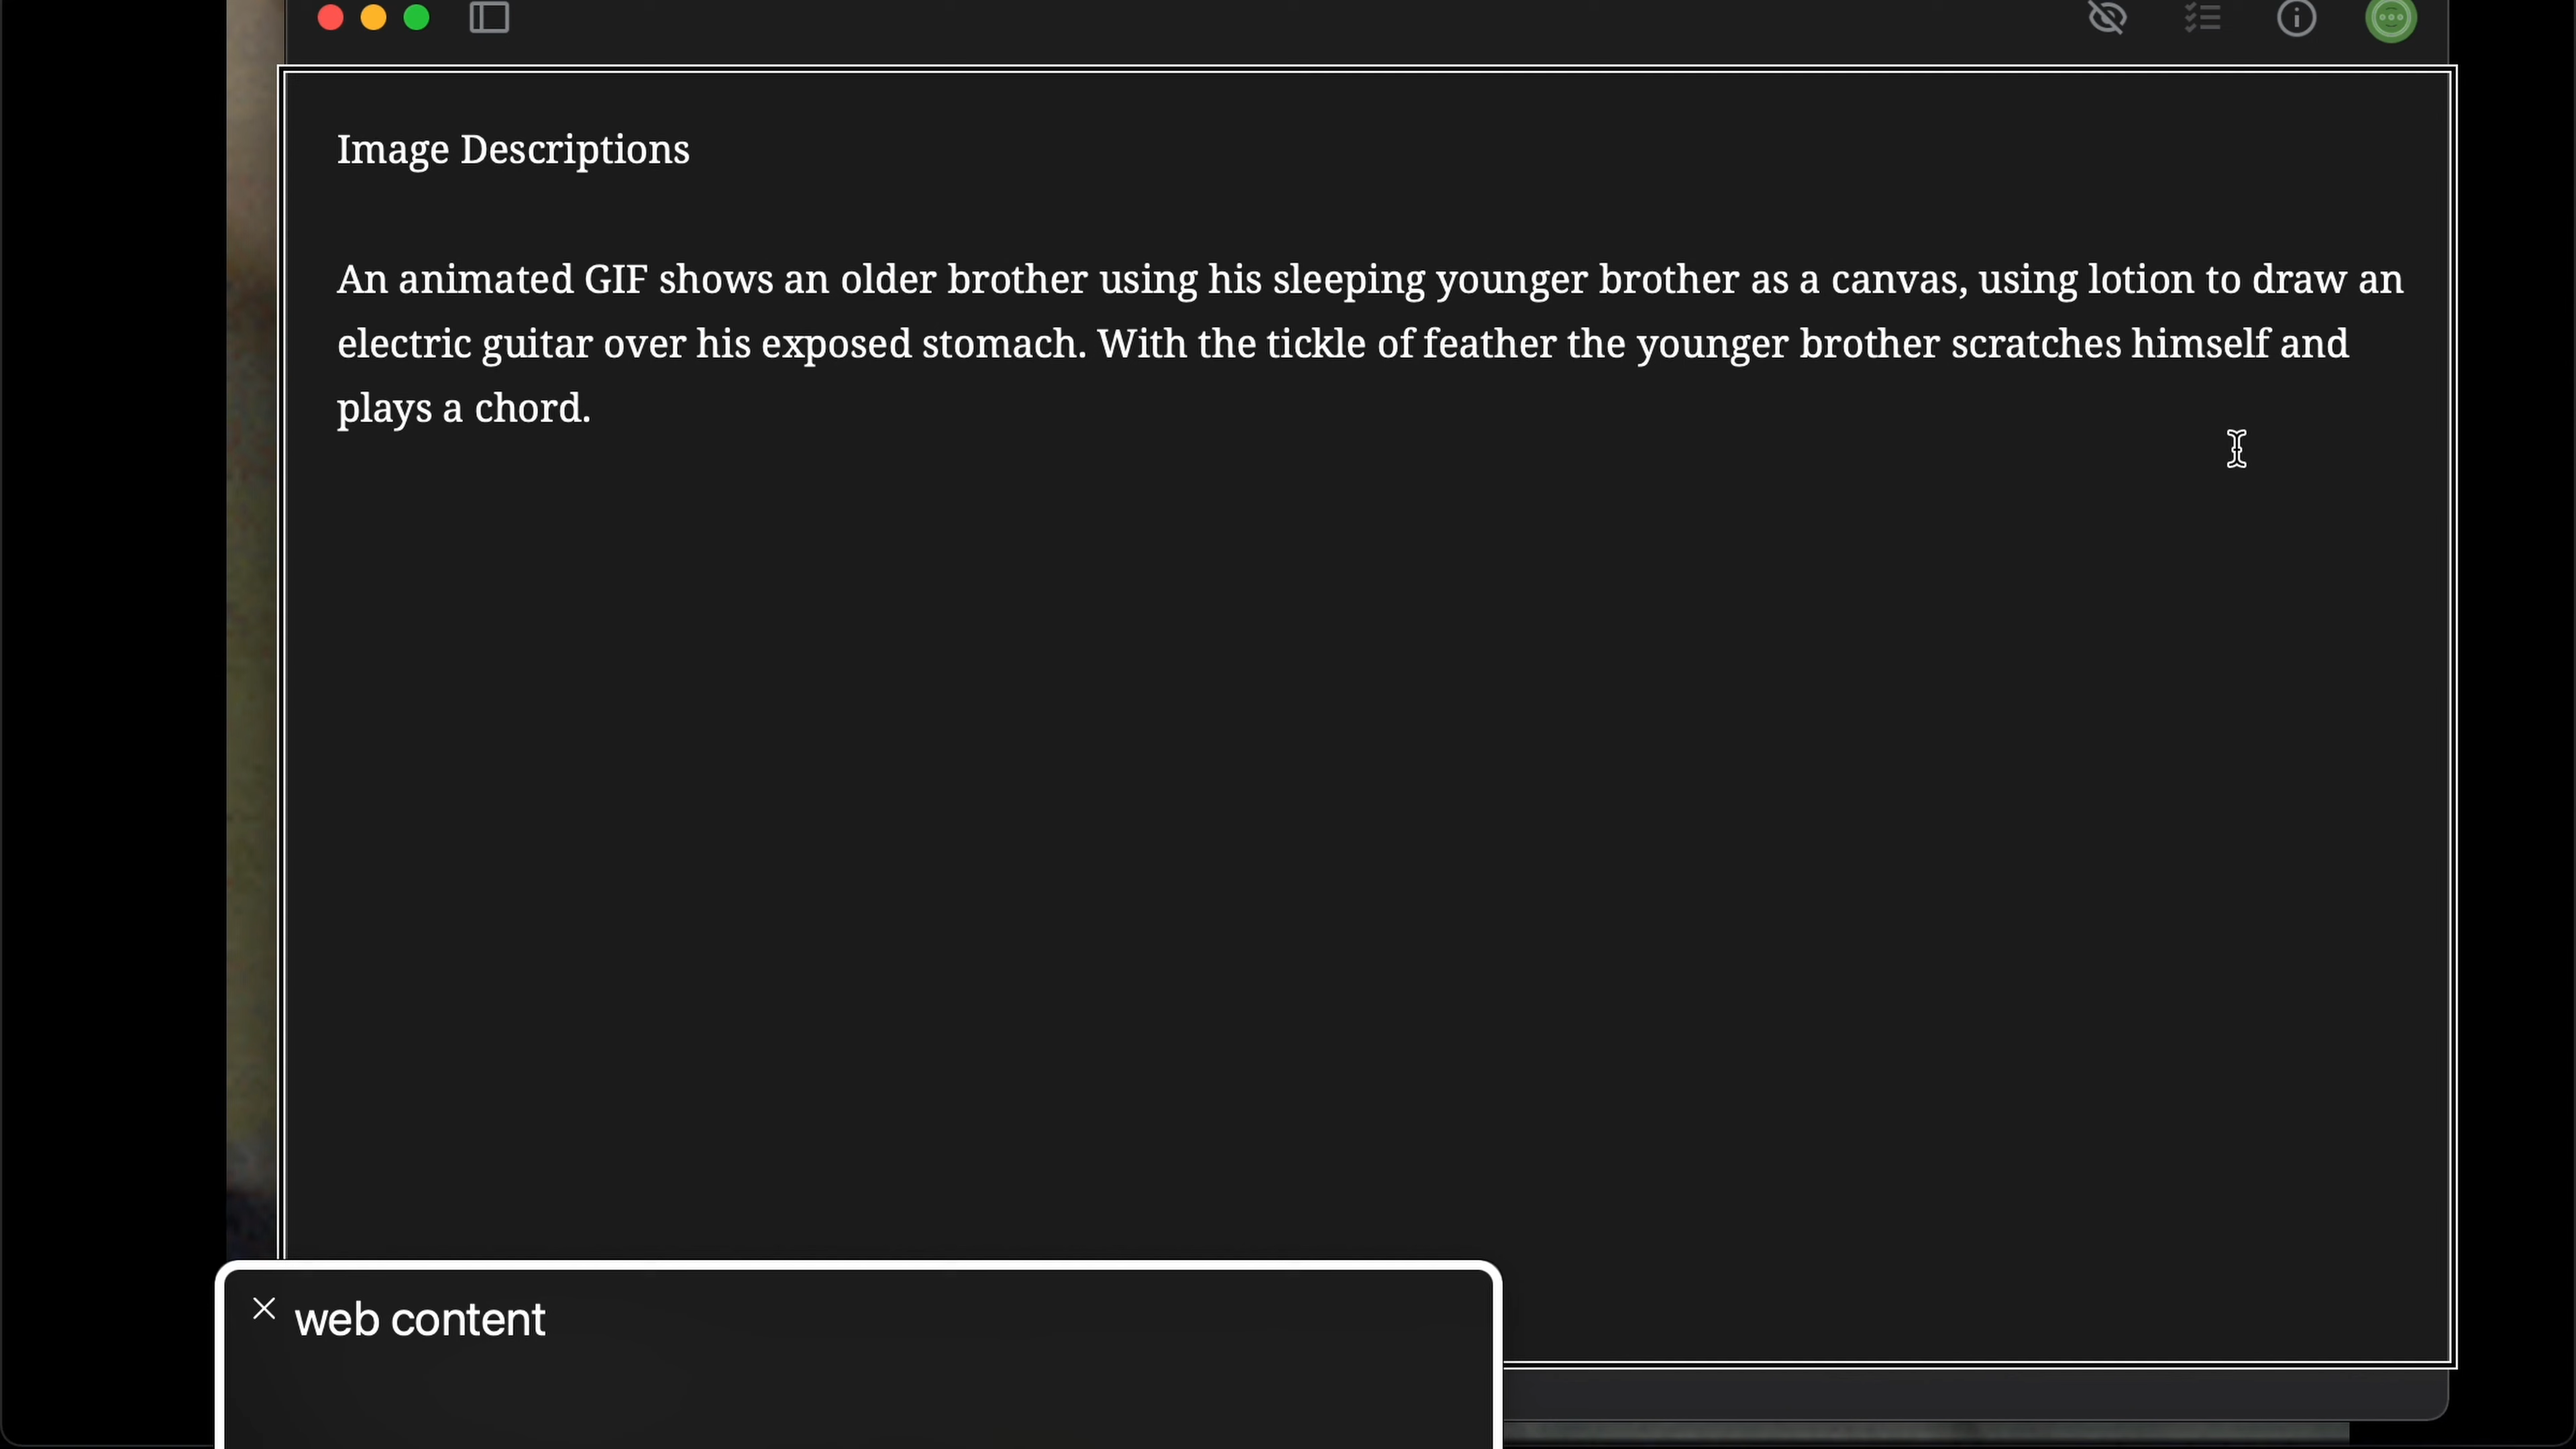 Image Descriptions
An animated GIF shows an older brother using his sleeping younger brother as a canvas, using lotion to draw an
electric guitar over his exposed stomach. With the tickle of feather the younger brother scratches himself and
plays a chord.
web content